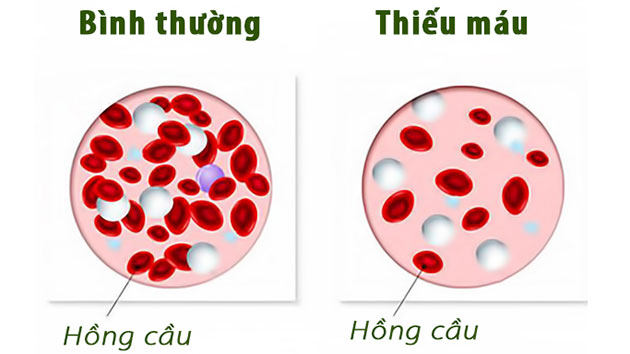 Bình thường
Thiếu máu
Hồng cầu
Hồng cầu